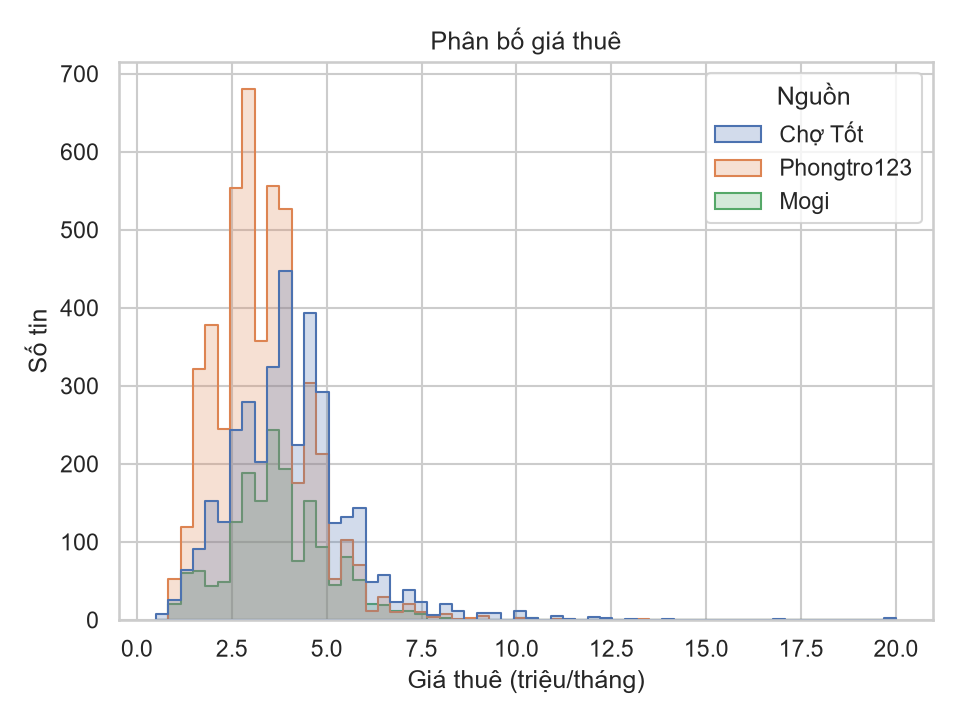 Phân bố giá thuê
Nguồn
Chợ Tốt
Phongtro123
Mogi
Số tin
700
600
500
400
300
200
100
0
0.0 2.5 5.0 7.5 10.0 12.5 15.0 17.5 20.0
Giá thuê (triệu/tháng)